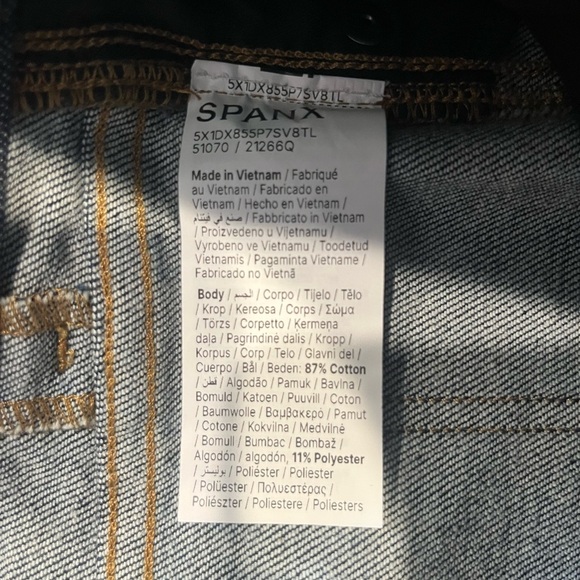 5X1DX855P7SV8TL
SPANX
5X1DX855P7SV8TL
51070 / 21266Q
Made in Vietnam / Fabriqué
au Vietnam / Fabricado en
Vietnam / Hecho en Vietnam /
صنع في فيتنام / Fabbricato in Vietnam
/ Proizvedeno u Vijetnamu /
Vyrobeno ve Vietnamu / Toodetud
Vietnamis / Pagaminta Vietname /
Fabricado no Vietnã
Body / الجسم / Corpo / Tijelo / Tělo
/ Krop / Kereosa / Corps / Σώμα
/ Törzs / Corpetto / Ķermeņa
daļa / Pagrindinė dalis / Kropp /
Korpus / Corp / Telo / Glavni del /
Cuerpo / Bål / Beden: 87% Cotton
/ قطن / Algodão / Pamuk / Bavlna /
Bomuld / Katoen / Puuvill / Coton
/ Baumwolle / Βαμβακερό / Pamut
/ Cotone / Kokvilna / Medvilnė
/ Bomull / Bumbac / Bombaž /
Algodón / algodón, 11% Polyester
/ بوليستر / Poliéster / Poliester
/ Polüester / Πολυεστέρας /
Poliészter / Poliestere / Poliesters